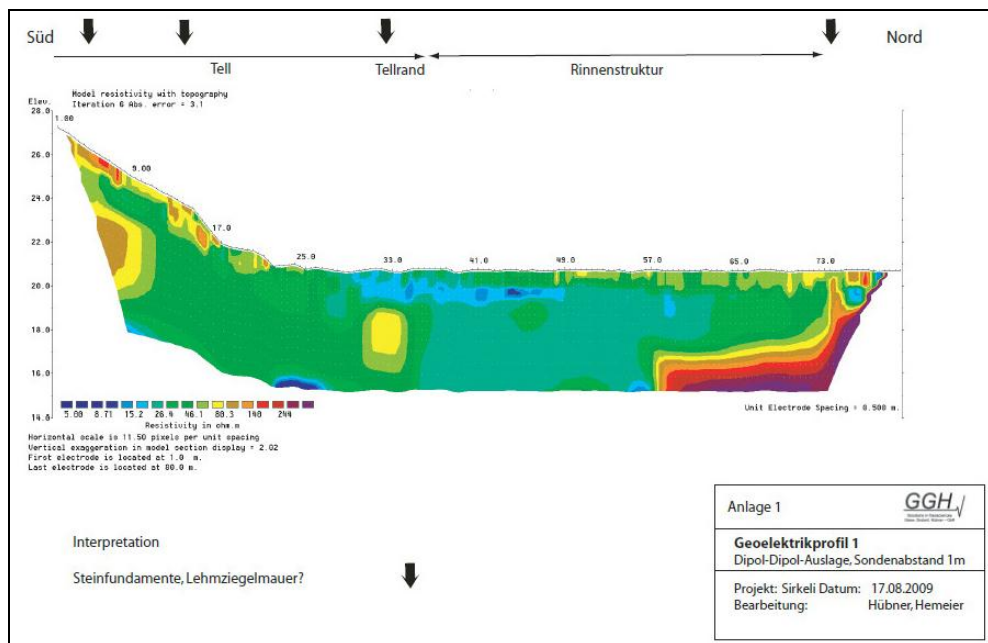 Süd
Nord
Tell
Tellrand
Rinnenstruktur
Model resistivity with topography
Iteration 6 Abs. error = 3.1
Elev.
28.0
26.0
24.0
22.0
20.0
18.0
16.0
14.0
1.00
9.00
17.0
25.0
33.0
41.0
49.0
57.0
65.0
73.0
5.00 8.71 15.2 26.4 46.1 80.3 140 244
Resistivity in ohm.m
Unit Electrode Spacing = 0.500 m.
Horizontal scale is 11.50 pixels per unit spacing
Vertical exaggeration in model section display = 2.02
First electrode is located at 1.0 m.
Last electrode is located at 80.0 m.
Interpretation
Steinfundamente, Lehmziegelmauer?
Anlage 1
GGH
Geoelektrikprofil 1
Dipol-Dipol-Auslage, Sondenabstand 1m
Projekt: Sirkeli Datum: 17.08.2009
Bearbeitung: Hübner, Hemeier